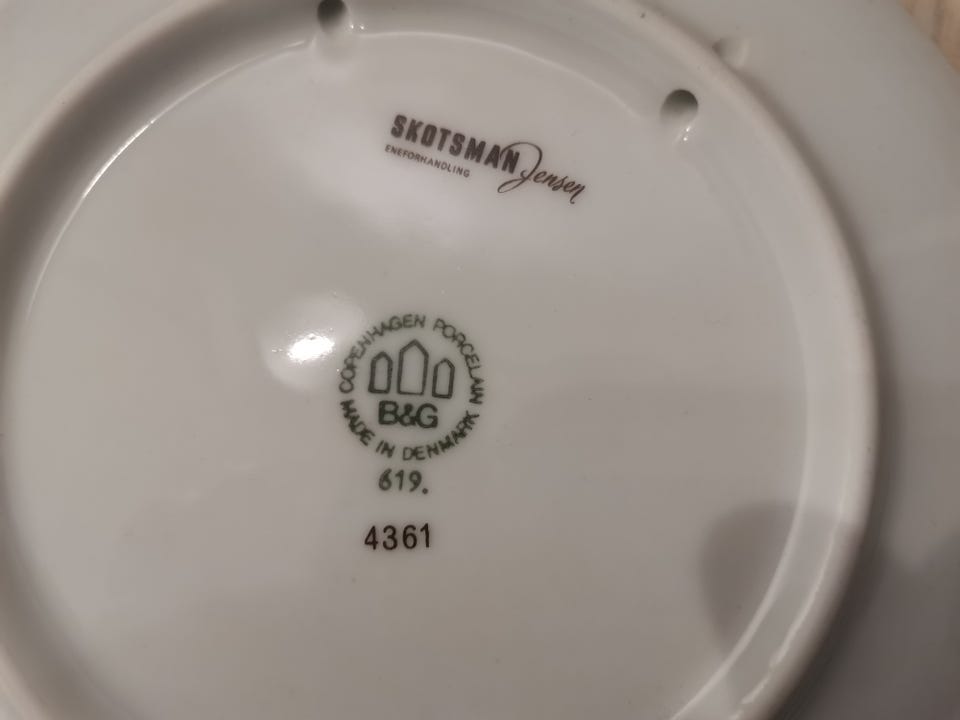 SKOTSMAN Jensen
ENEFORHANDLING
COPENHAGEN PORCELAIN
B&G
MADE IN DENMARK
619.
4361